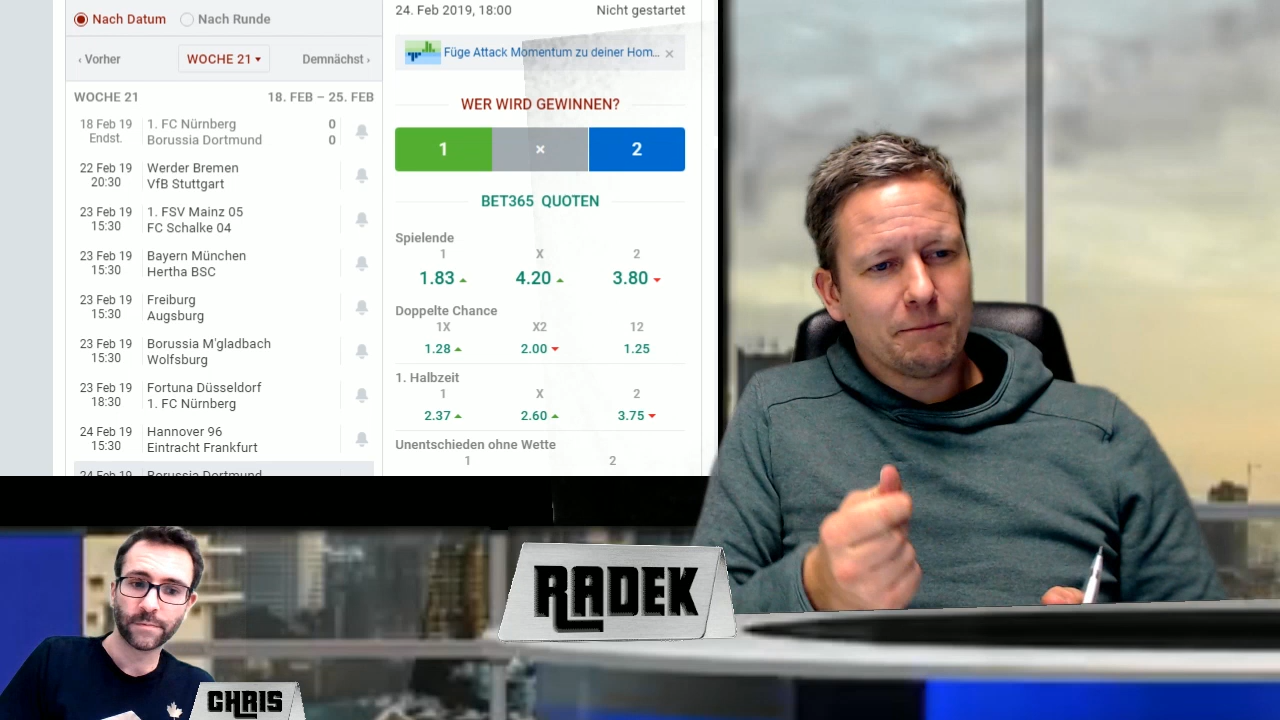 Nach Datum Nach Runde
‹ Vorher WOCHE 21 Demnächst ›
WOCHE 21 18. FEB – 25. FEB
18 Feb 19 1. FC Nürnberg 0
Endst. Borussia Dortmund 0
22 Feb 19 Werder Bremen
20:30 VfB Stuttgart
23 Feb 19 1. FSV Mainz 05
15:30 FC Schalke 04
23 Feb 19 Bayern München
15:30 Hertha BSC
23 Feb 19 Freiburg
15:30 Augsburg
23 Feb 19 Borussia M'gladbach
15:30 Wolfsburg
23 Feb 19 Fortuna Düsseldorf
18:30 1. FC Nürnberg
24 Feb 19 Hannover 96
15:30 Eintracht Frankfurt
24 Feb 19 Borussia Dortmund
24. Feb 2019, 18:00 Nicht gestartet
Füge Attack Momentum zu deiner Hom... ×
WER WIRD GEWINNEN?
1 × 2
BET365 QUOTEN
Spielende
1 X 2
1.83 4.20 3.80
Doppelte Chance
1X X2 12
1.28 2.00 1.25
1. Halbzeit
1 X 2
2.37 2.60 3.75
Unentschieden ohne Wette
1 2
RADEK
CHRIS